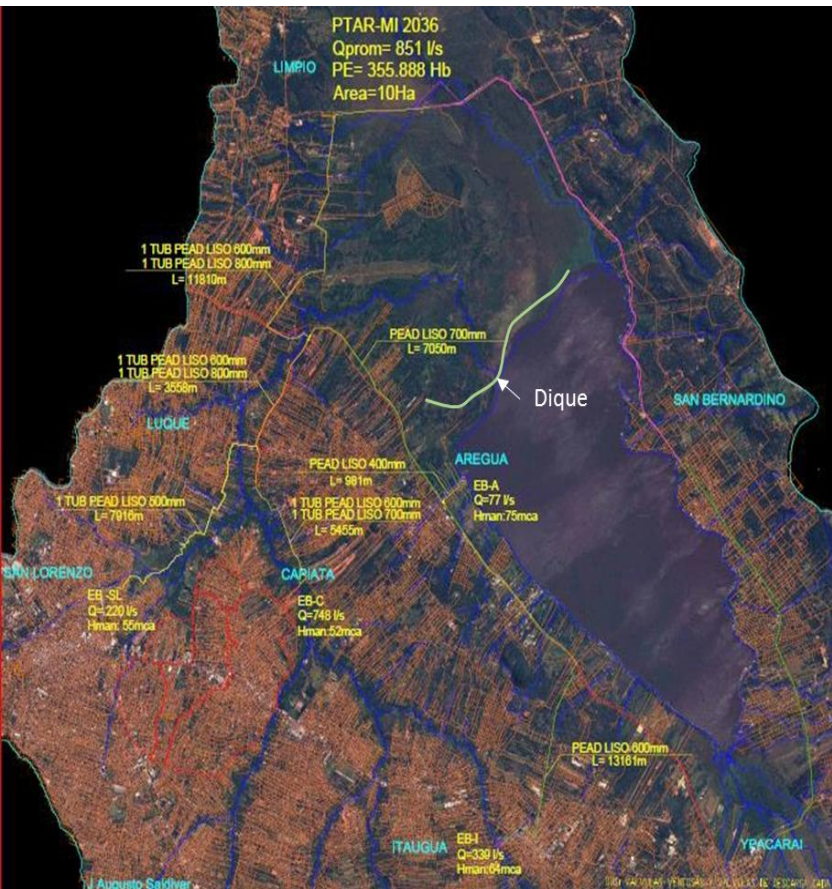 PTAR-MI 2036
Qprom= 851 l/s
PE= 355.888 Hb
Area=10Ha
LIMPIO
1 TUB PEAD LISO 600mm
1 TUB PEAD LISO 800mm
L= 11810m
PEAD LISO 700mm
L= 7050m
1 TUB PEAD LISO 600mm
1 TUB PEAD LISO 800mm
L= 3558m
Dique
SAN BERNARDINO
LUQUE
AREGUA
PEAD LISO 400mm
L= 981m
EB-A
Q=77 l/s
Hman:75mca
1 TUB PEAD LISO 500mm
L= 7916m
1 TUB PEAD LISO 600mm
1 TUB PEAD LISO 700mm
L= 5455m
SAN LORENZO
CAPIATA
EB -SL
Q= 220 l/s
Hman: 55mca
EB-C
Q=748 l/s
Hman:52mca
PEAD LISO 600mm
L= 13161m
ITAUGUA
EB-I
Q=339 l/s
Hman:64mca
YPACARAI
J Augusto Saldivar